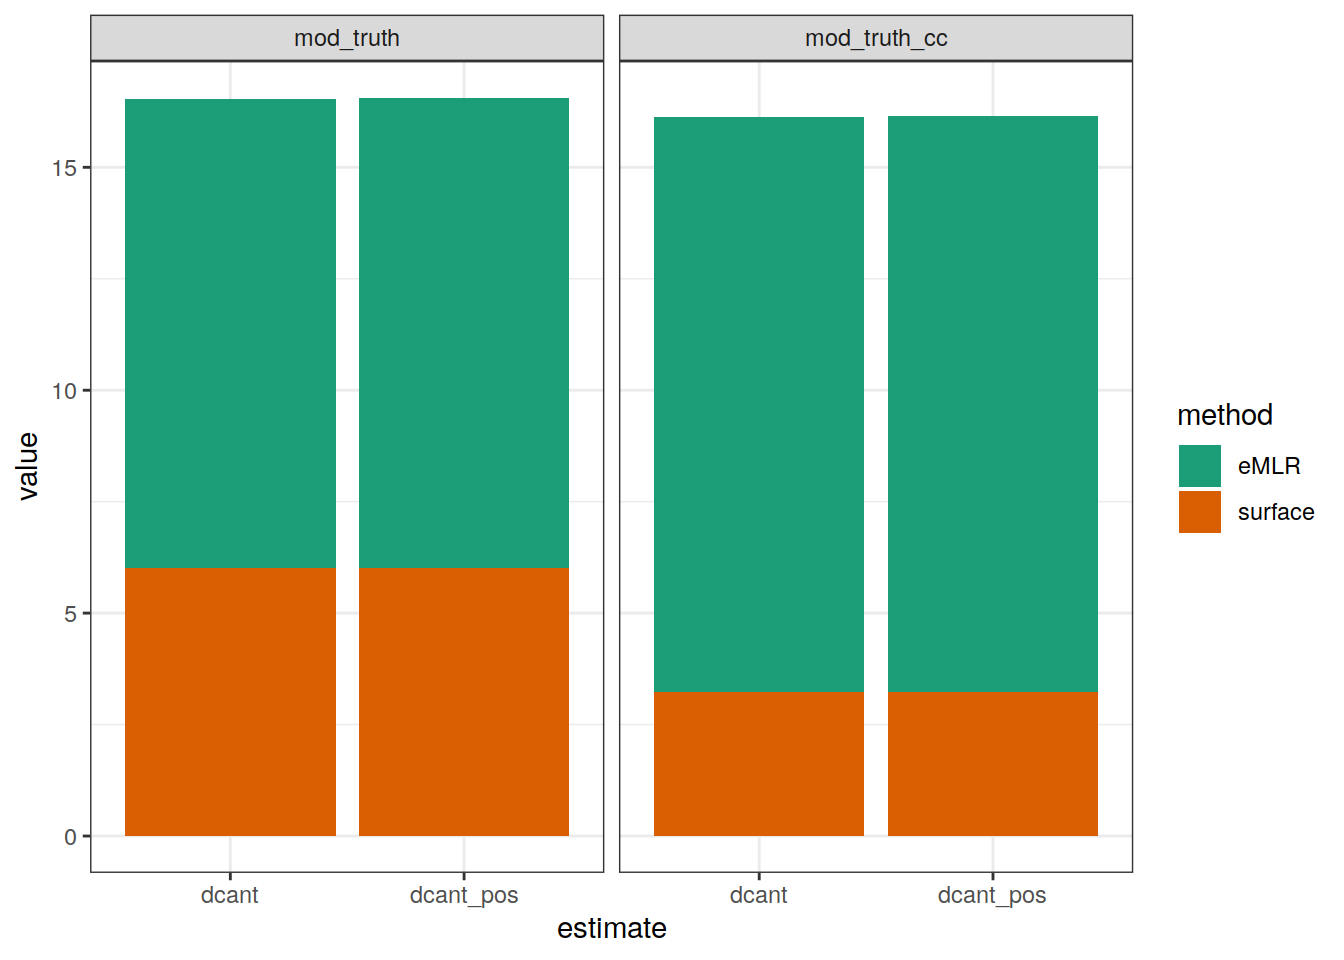 mod_truth
mod_truth_cc
value
15
10
5
0
dcant
dcant_pos
dcant
dcant_pos
estimate
method
eMLR
surface